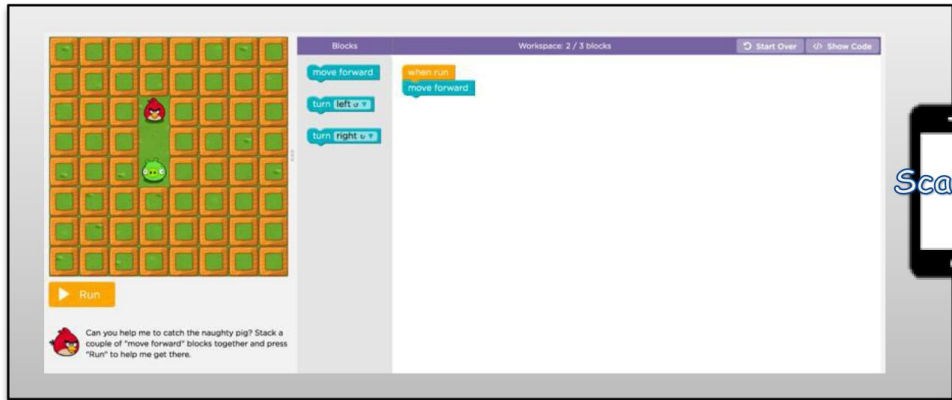 Blocks
Workspace: 2 / 3 blocks
Start Over
</> Show Code
move forward
turn left ↺ ▼
turn right ↻ ▼
when run
move forward
Run
Can you help me to catch the naughty pig? Stack a
couple of "move forward" blocks together and press
"Run" to help me get there.
Sca